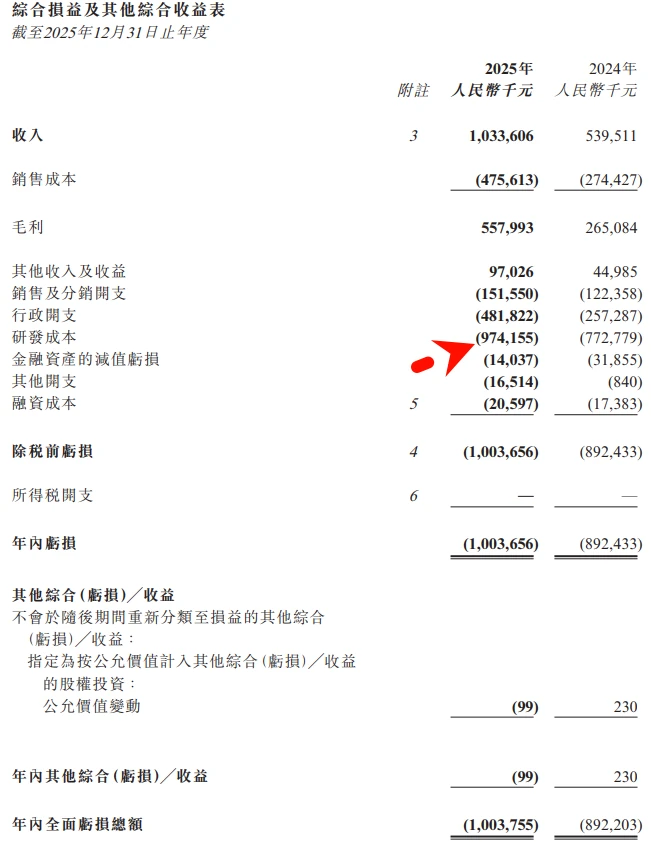 綜合損益及其他綜合收益表
截至2025年12月31日止年度
2025年 2024年
附註 人民幣千元 人民幣千元
收入 3 1,033,606 539,511
銷售成本 (475,613) (274,427)
毛利 557,993 265,084
其他收入及收益 97,026 44,985
銷售及分銷開支 (151,550) (122,358)
行政開支 (481,822) (257,287)
研發成本 (974,155) (772,779)
金融資產的減值虧損 (14,037) (31,855)
其他開支 (16,514) (840)
融資成本 5 (20,597) (17,383)
除稅前虧損 4 (1,003,656) (892,433)
所得稅開支 6 — —
年內虧損 (1,003,656) (892,433)
其他綜合(虧損)╱收益
不會於隨後期間重新分類至損益的其他綜合
(虧損)╱收益：
指定為按公允價值計入其他綜合(虧損)╱收益
的股權投資：
公允價值變動 (99) 230
年內其他綜合(虧損)╱收益 (99) 230
年內全面虧損總額 (1,003,755) (892,203)